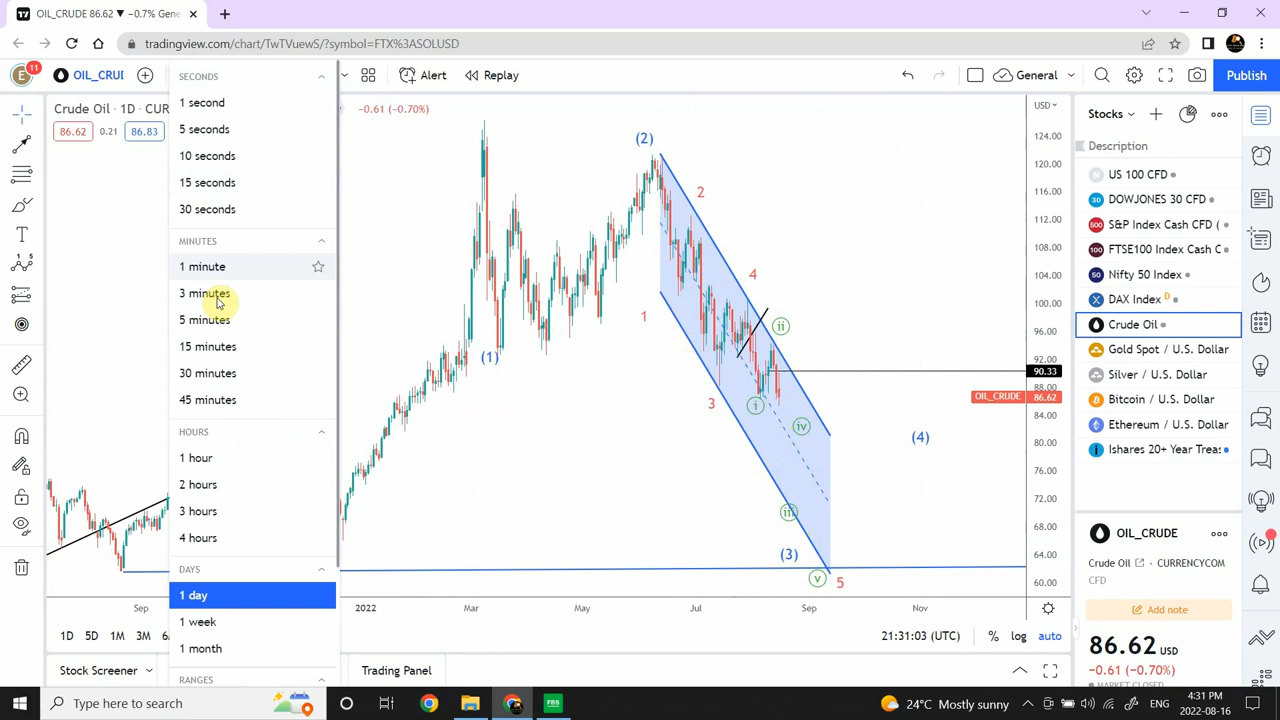 OIL_CRUDE 86.62 ▼ −0.7% Gene
tradingview.com/chart/TwTVuewS/?symbol=FTX%3ASOLUSD
E
11
OIL_CRUI
Alert
Replay
General
Publish
Crude Oil · 1D · CUR
−0.61 (−0.70%)
86.62
0.21
86.83
SECONDS
1 second
5 seconds
10 seconds
15 seconds
30 seconds
MINUTES
1 minute
3 minutes
5 minutes
15 minutes
30 minutes
45 minutes
HOURS
1 hour
2 hours
3 hours
4 hours
DAYS
1 day
1 week
1 month
RANGES
(2)
2
4
ii
1
(1)
3
i
iv
(4)
iii
(3)
v
5
USD
124.00
120.00
116.00
112.00
108.00
104.00
100.00
96.00
92.00
90.33
88.00
OIL_CRUDE 86.62
84.00
80.00
76.00
72.00
68.00
64.00
60.00
Sep
2022
Mar
May
Jul
Sep
Nov
1D
5D
1M
3M
21:31:03 (UTC)
%
log
auto
Stock Screener
Trading Panel
Stocks
Description
US 100 CFD
DOWJONES 30 CFD
S&P Index Cash CFD (
FTSE100 Index Cash C
Nifty 50 Index
DAX Index D
Crude Oil
Gold Spot / U.S. Dollar
Silver / U.S. Dollar
Bitcoin / U.S. Dollar
Ethereum / U.S. Dollar
Ishares 20+ Year Treas
OIL_CRUDE
Crude Oil · CURRENCYCOM
CFD
Add note
86.62 USD
−0.61 (−0.70%)
Type here to search
FBS
24°C Mostly sunny
ENG
4:31 PM
2022-08-16